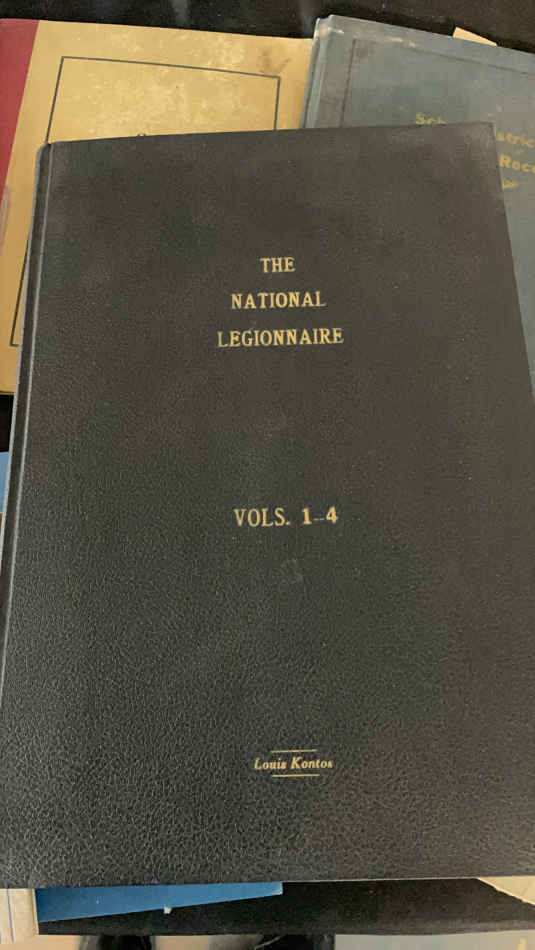 THE
NATIONAL
LEGIONNAIRE
VOLS. 1-4
Louis Kontos